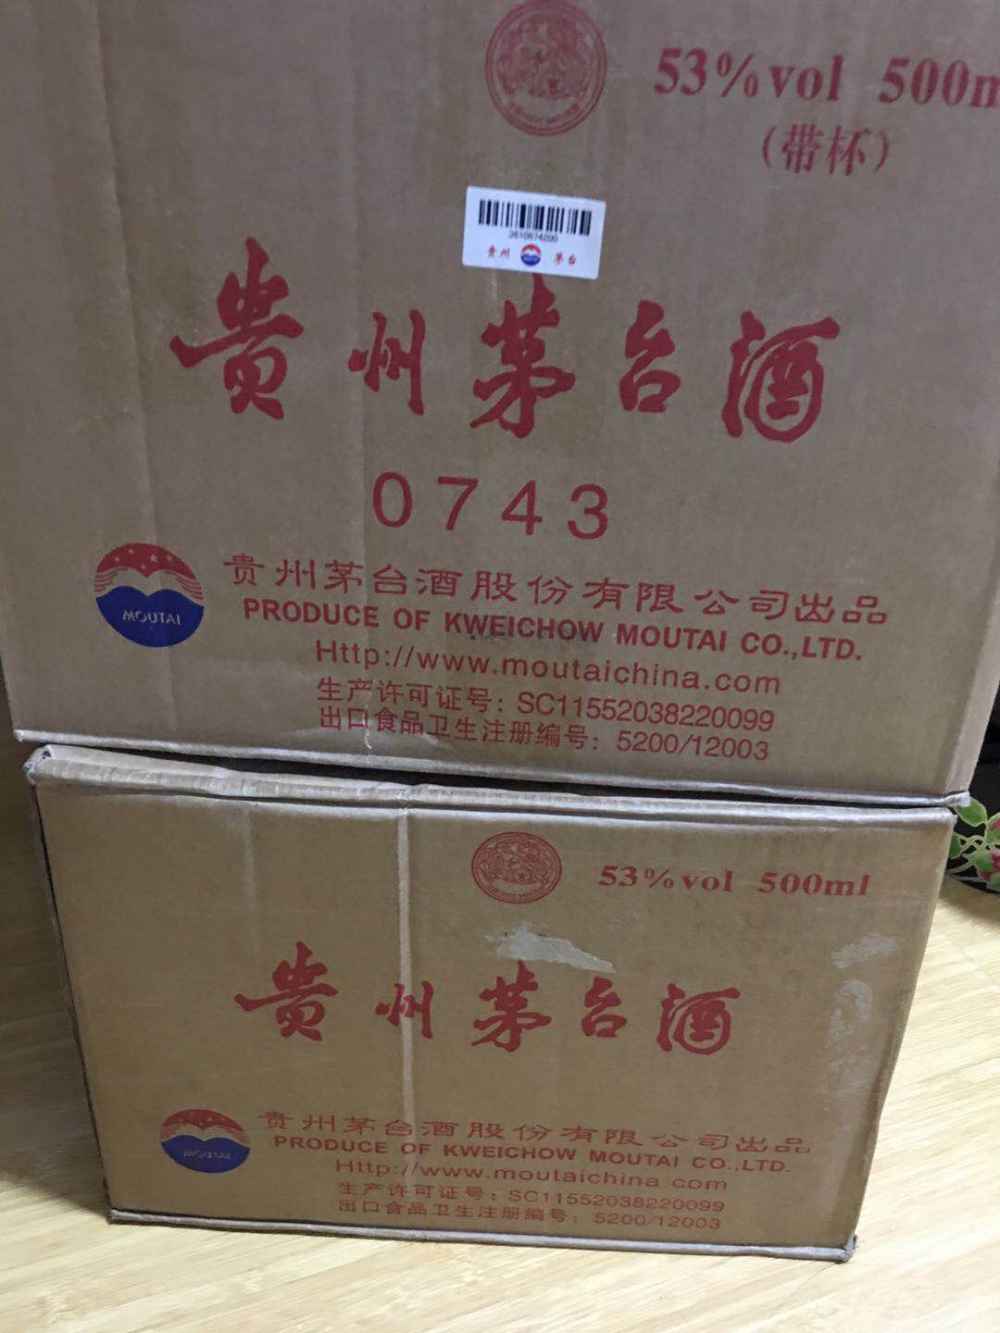 53%vol 500m
(带杯)
贵州 茅台
贵州茅台酒
0743
MOUTAI
贵州茅台酒股份有限公司出品
PRODUCE OF KWEICHOW MOUTAI CO.,LTD.
Http://www.moutaichina.com
生产许可证号：SC11552038220099
出口食品卫生注册编号：5200/12003
53%vol 500ml
贵州茅台酒
MOUTAI
贵州茅台酒股份有限公司出品
PRODUCE OF KWEICHOW MOUTAI CO.,LTD.
Http://www.moutaichina com
生产许可证号：SC11552038220099
出口食品卫生注册编号：5200/12003